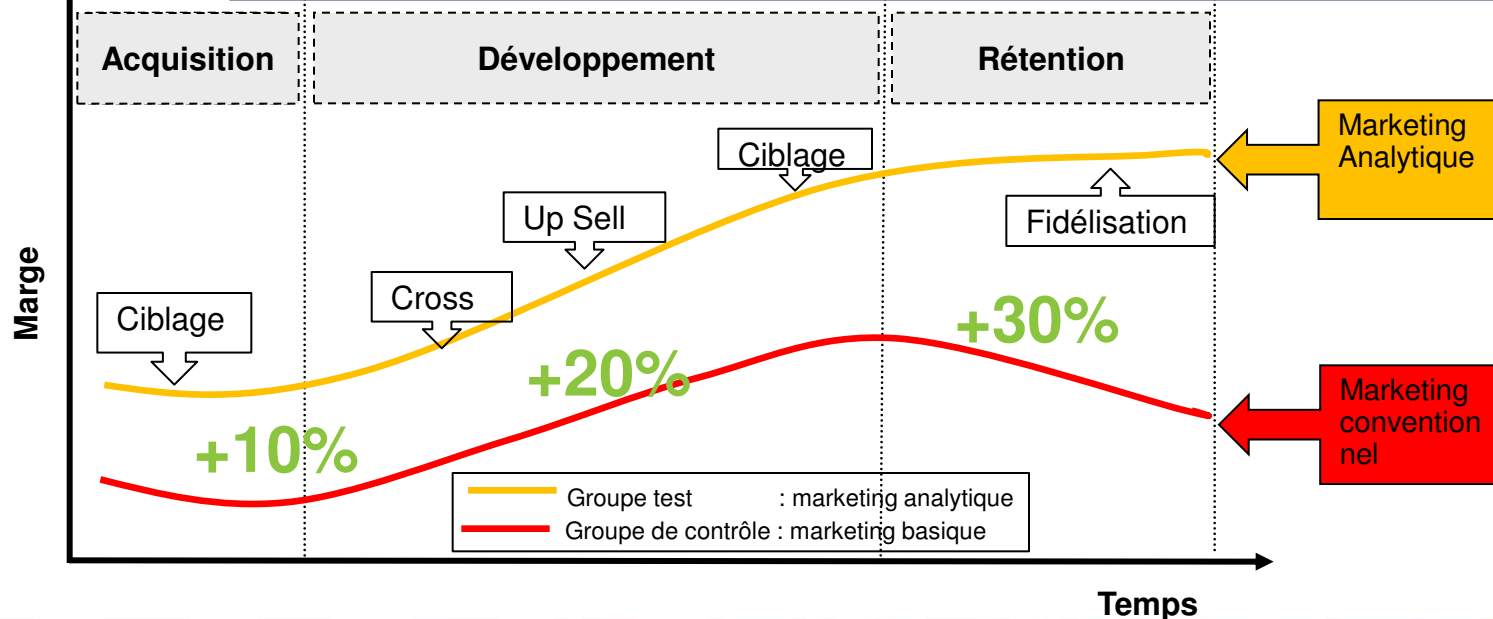 Acquisition
Développement
Rétention
Marketing
Analytique
Ciblage
Up Sell
Fidélisation
Cross
Ciblage
Marge
+30%
+20%
+10%
Marketing
convention
nel
Groupe test : marketing analytique
Groupe de contrôle : marketing basique
Temps